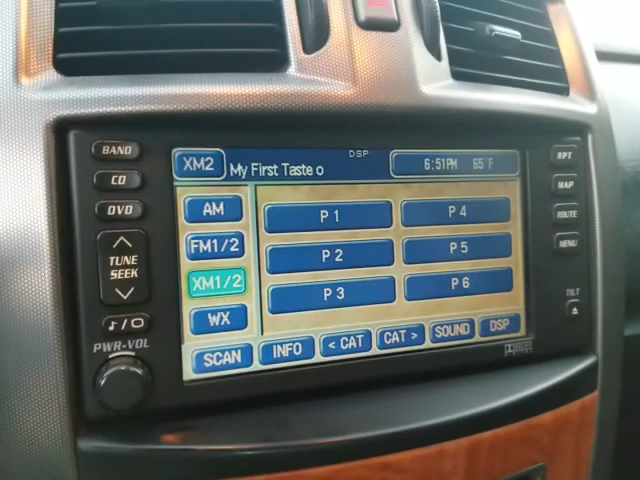 BAND
CD
DVD
TUNE
SEEK
PWR-VOL
XM2
My First Taste o
DSP
6:51PM 65°F
AM
FM1/2
XM1/2
WX
P 1
P 4
P 2
P 5
P 3
P 6
SCAN
INFO
< CAT
CAT >
SOUND
DSP
RPT
MAP
ROUTE
MENU
TILT